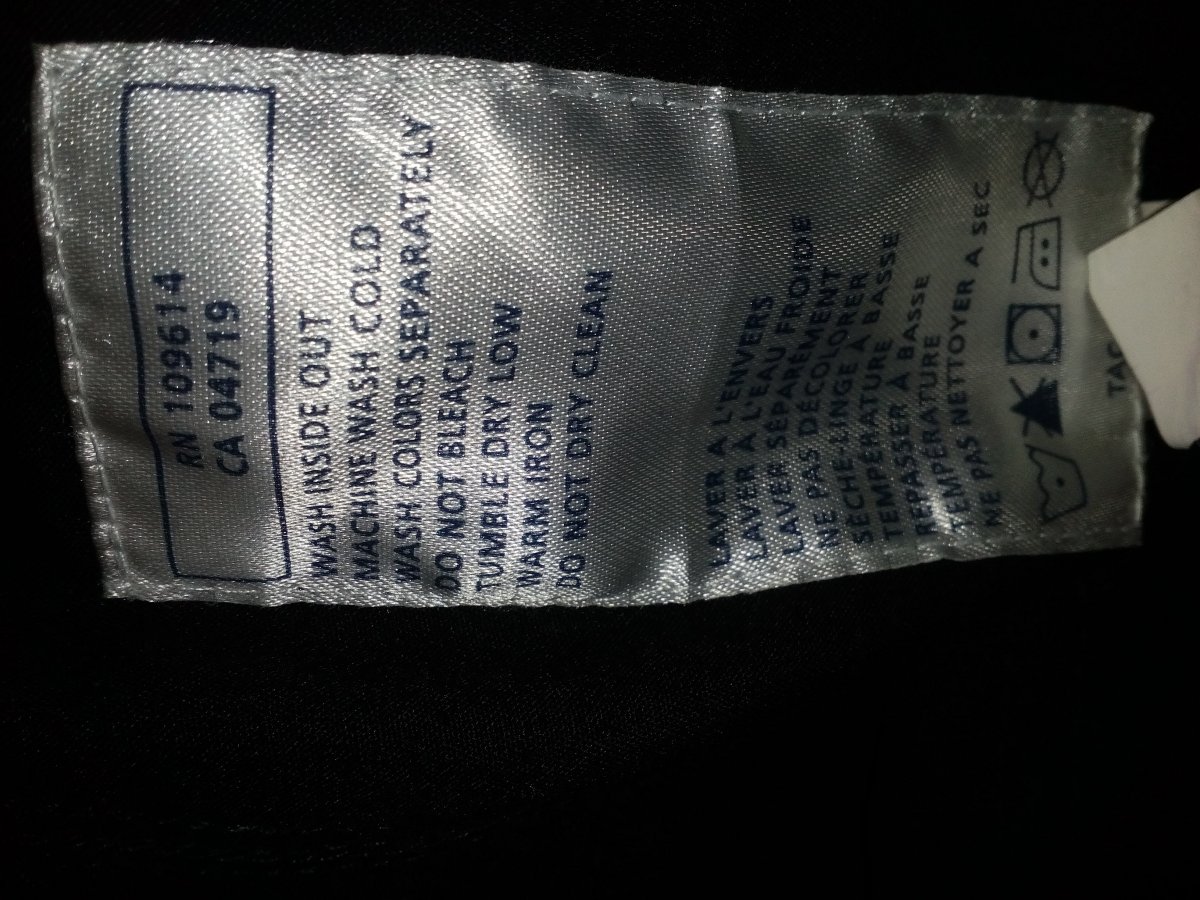 RN 109614
CA 04719
WASH INSIDE OUT
MACHINE WASH COLD
WASH COLORS SEPARATELY
DO NOT BLEACH
TUMBLE DRY LOW
WARM IRON
DO NOT DRY CLEAN
LAVER A L'ENVERS
LAVER À L'EAU FROIDE
LAVER SÉPARÉMENT
NE PAS DÉCOLORER
SÈCHE-LINGE À
TEMPÉRATURE BASSE
REPASSER À BASSE
TEMPÉRATURE
NE PAS NETTOYER A SEC